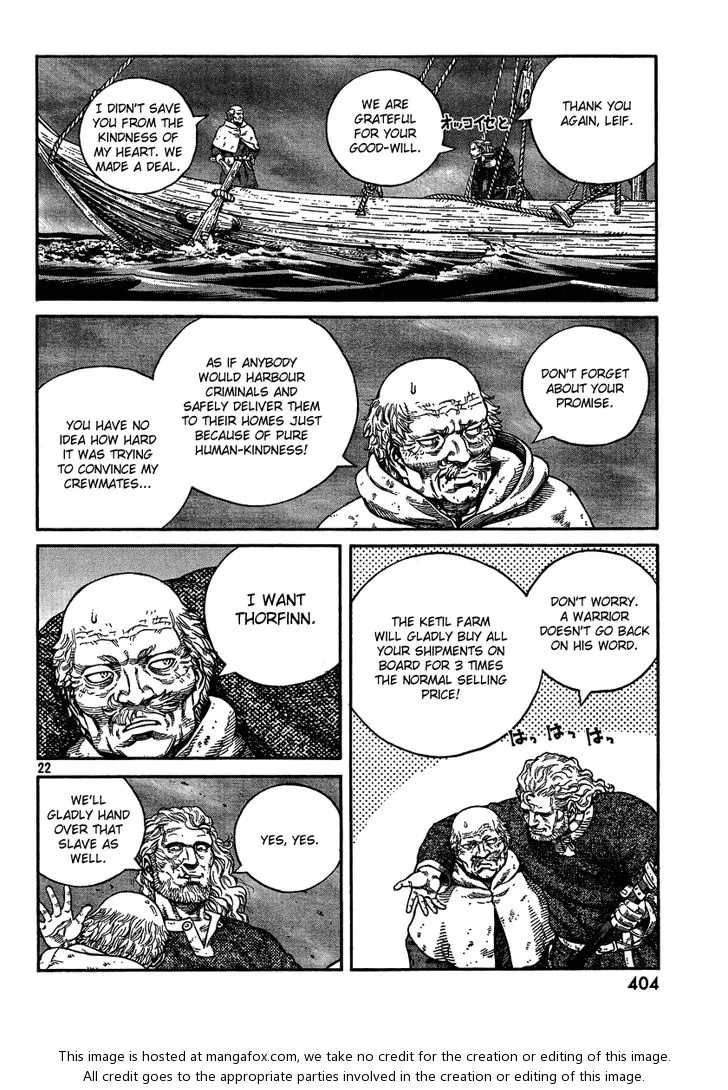 THANK YOU
AGAIN, LEIF.
オッコイセと
WE ARE
GRATEFUL
FOR YOUR
GOOD-WILL.
I DIDN'T SAVE
YOU FROM THE
KINDNESS OF
MY HEART. WE
MADE A DEAL.
DON'T FORGET
ABOUT YOUR
PROMISE.
AS IF ANYBODY
WOULD HARBOUR
CRIMINALS AND
SAFELY DELIVER THEM
TO THEIR HOMES JUST
BECAUSE OF PURE
HUMAN-KINDNESS!
YOU HAVE NO
IDEA HOW HARD
IT WAS TRYING
TO CONVINCE MY
CREWMATES...
DON'T WORRY.
A WARRIOR
DOESN'T GO BACK
ON HIS WORD.
THE KETIL FARM
WILL GLADLY BUY ALL
YOUR SHIPMENTS ON
BOARD FOR 3 TIMES
THE NORMAL SELLING
PRICE!
はっ はっ はっ
I WANT
THORFINN.
22
YES, YES.
WE'LL
GLADLY HAND
OVER THAT
SLAVE AS
WELL.
404
This image is hosted at mangafox.com, we take no credit for the creation or editing of this image.
All credit goes to the appropriate parties involved in the creation and editing of this image.